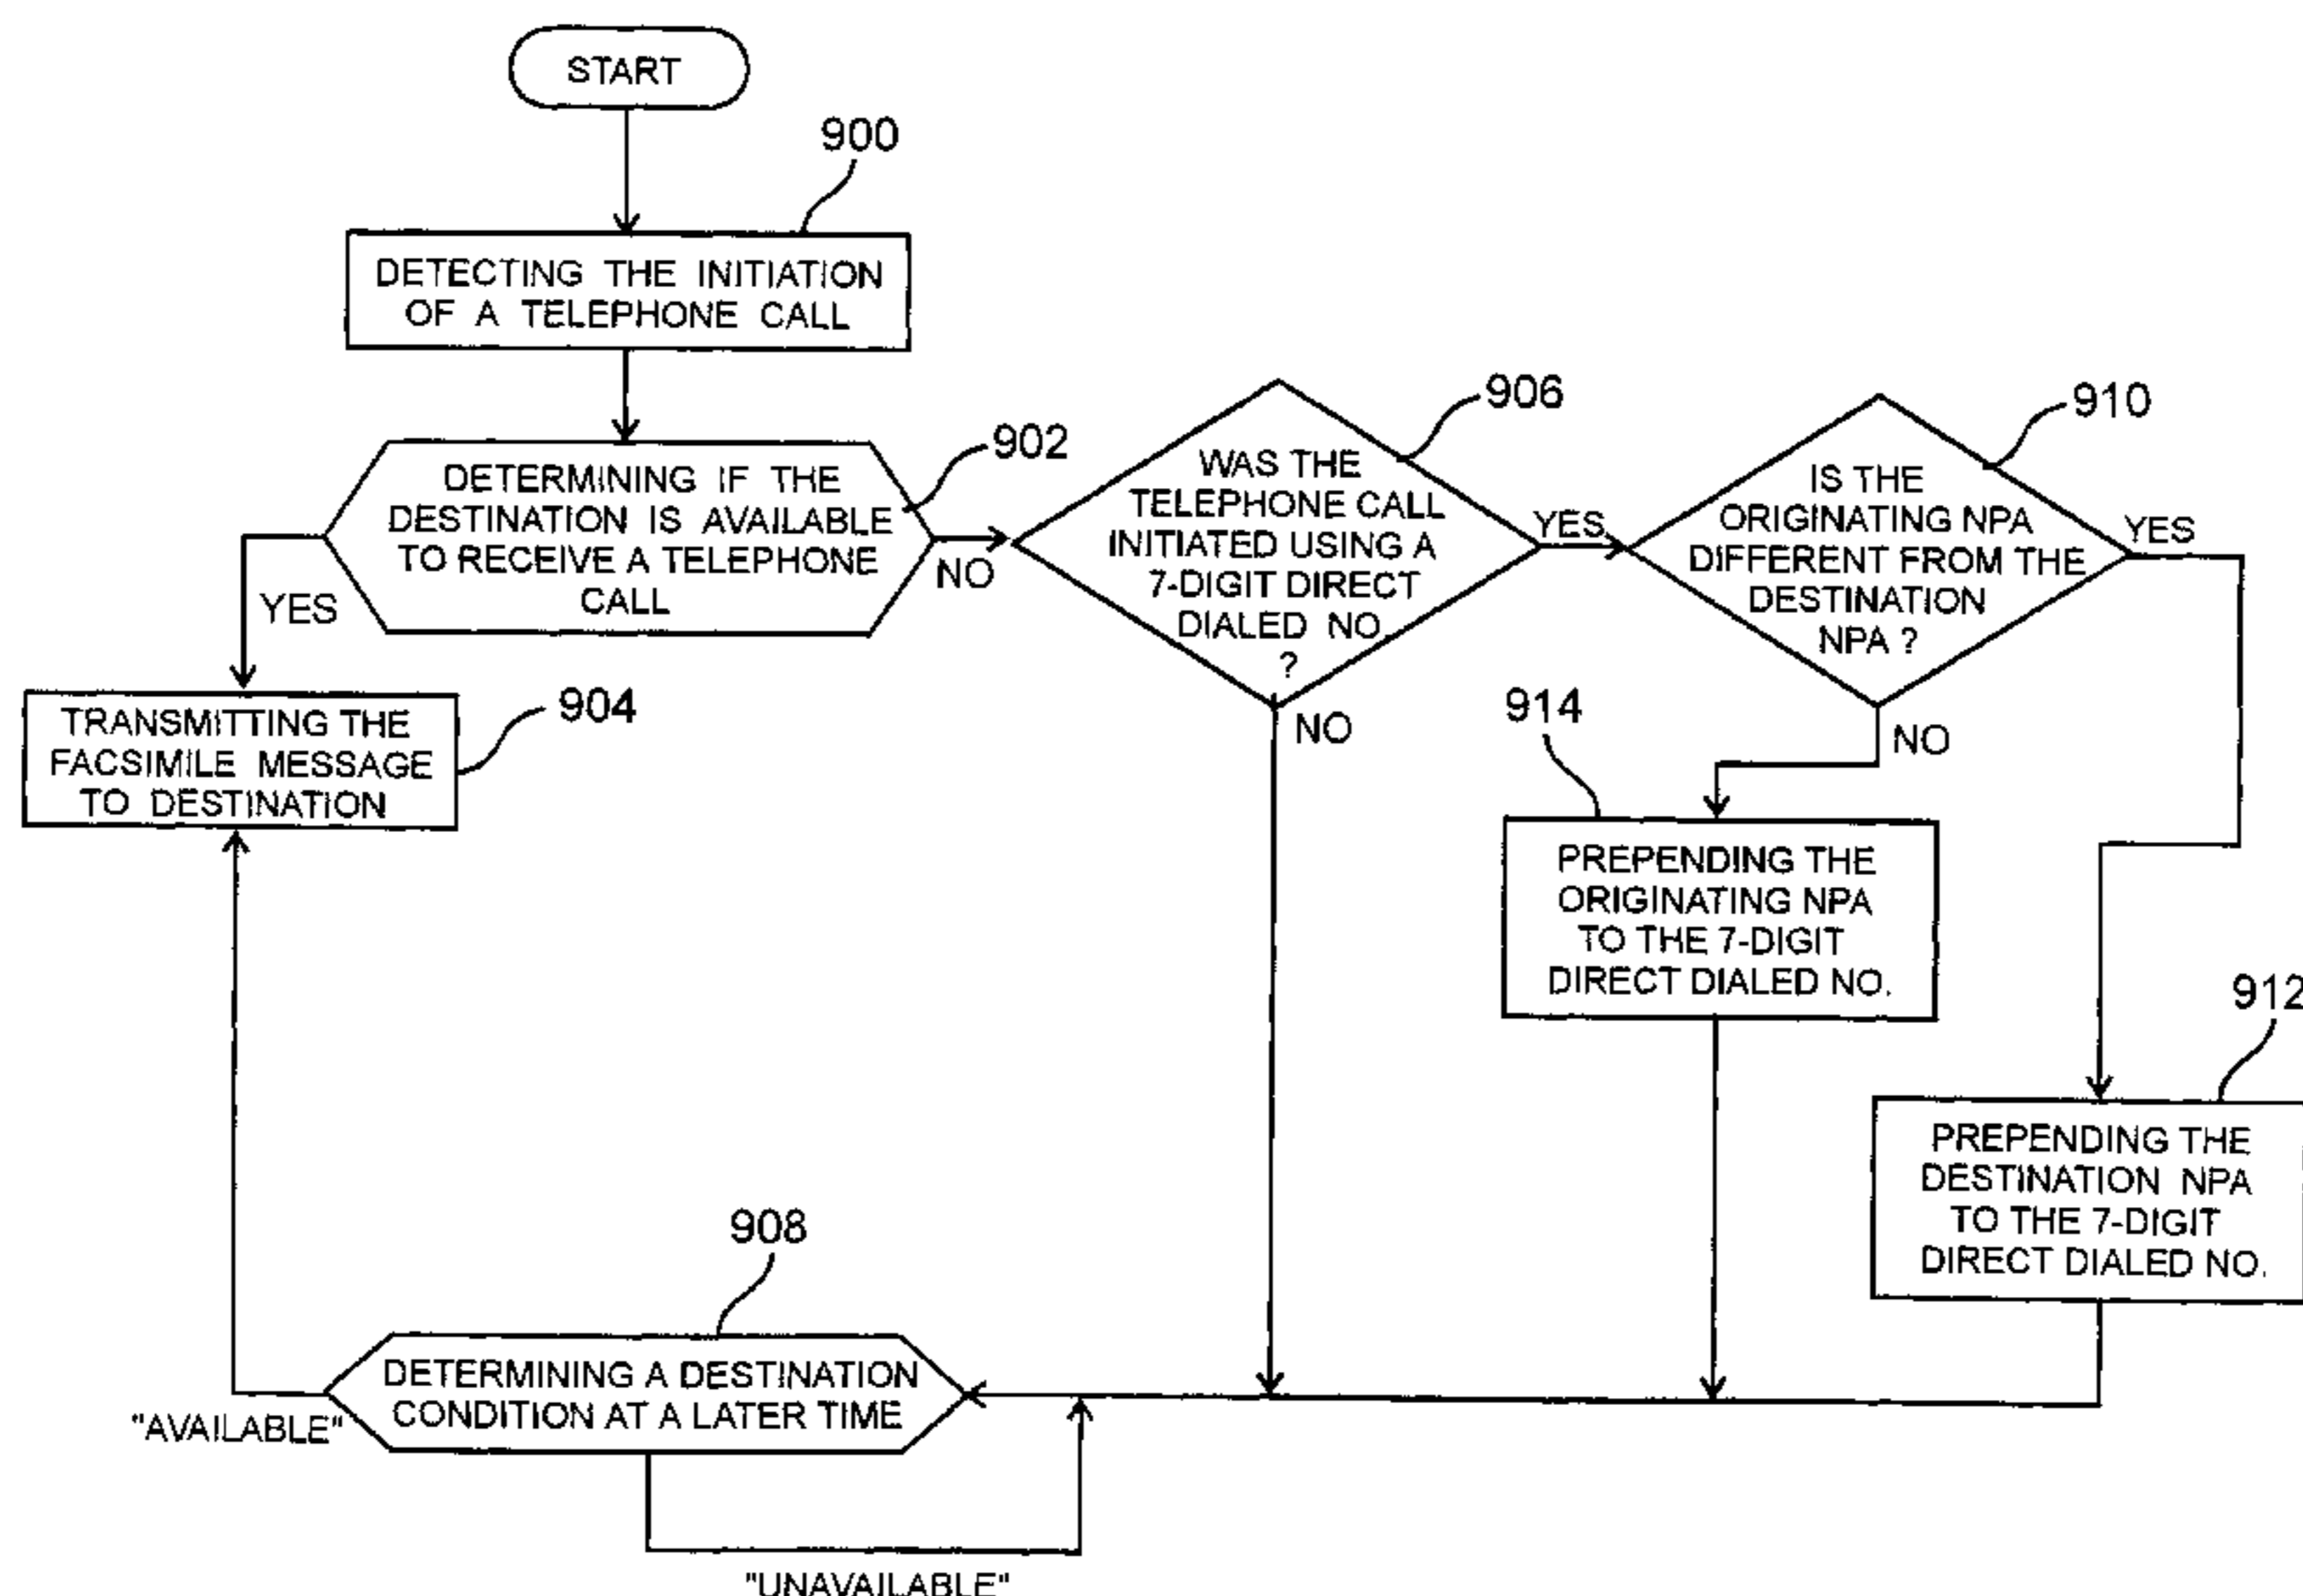 START
900
DETECTING THE INITIATION
OF A TELEPHONE CALL
902
DETERMINING IF THE
DESTINATION IS AVAILABLE
TO RECEIVE A TELEPHONE
CALL
YES
NO
904
TRANSMITTING THE
FACSIMILE MESSAGE
TO DESTINATION
906
WAS THE
TELEPHONE CALL
INITIATED USING A
7-DIGIT DIRECT
DIALED NO.
?
YES
NO
910
IS THE
ORIGINATING NPA
DIFFERENT FROM THE
DESTINATION
NPA ?
YES
NO
914
PREPENDING THE
ORIGINATING NPA
TO THE 7-DIGIT
DIRECT DIALED NO.
912
PREPENDING THE
DESTINATION NPA
TO THE 7-DIGIT
DIRECT DIALED NO.
908
DETERMINING A DESTINATION
CONDITION AT A LATER TIME
"AVAILABLE"
"UNAVAILABLE"